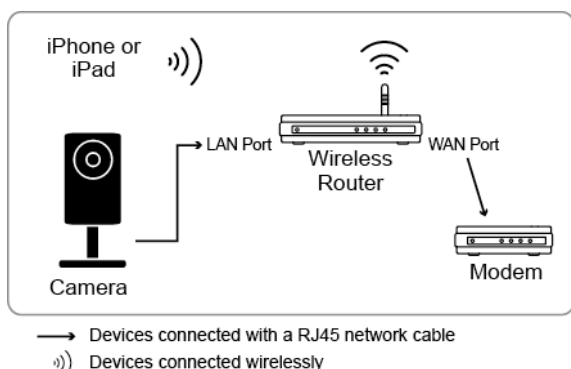 iPhone or
iPad
LAN Port
WAN Port
Wireless
Router
Camera
Modem
Devices connected with a RJ45 network cable
Devices connected wirelessly